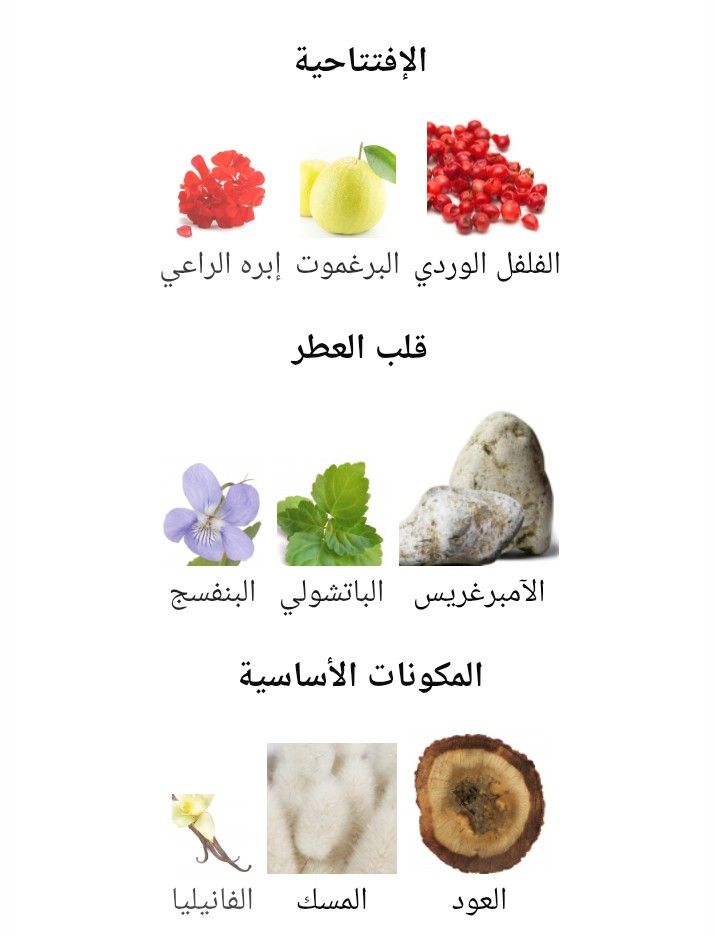 الإفتتاحية
الفلفل الوردي البرغموت إبره الراعي
قلب العطر
الآمبرغريس الباتشولي البنفسج
المكونات الأساسية
العود المسك الفانيليا